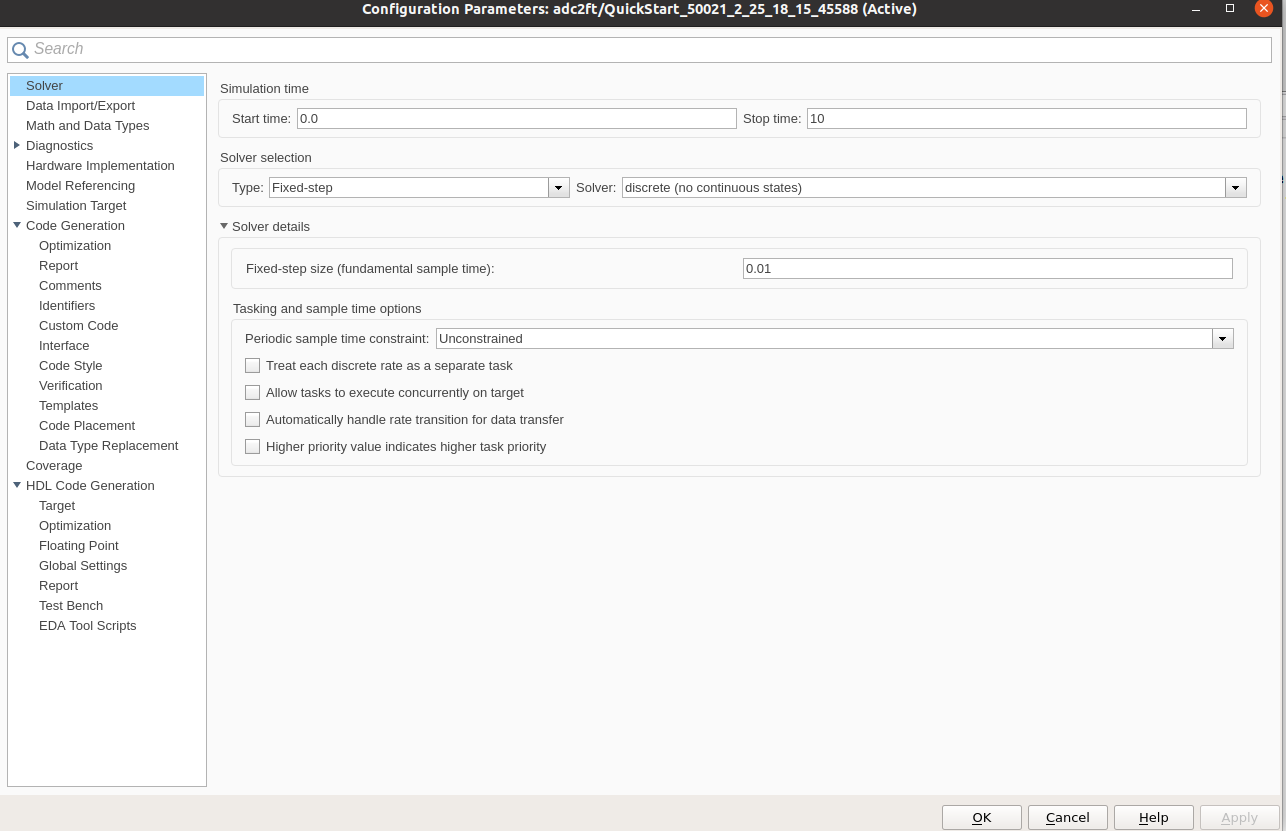 Configuration Parameters: adc2ft/QuickStart_50021_2_25_18_15_45588 (Active)
Search
Solver
Data Import/Export
Math and Data Types
Diagnostics
Hardware Implementation
Model Referencing
Simulation Target
Code Generation
Optimization
Report
Comments
Identifiers
Custom Code
Interface
Code Style
Verification
Templates
Code Placement
Data Type Replacement
Coverage
HDL Code Generation
Target
Optimization
Floating Point
Global Settings
Report
Test Bench
EDA Tool Scripts
Simulation time
Start time: 0.0 Stop time: 10
Solver selection
Type: Fixed-step Solver: discrete (no continuous states)
Solver details
Fixed-step size (fundamental sample time): 0.01
Tasking and sample time options
Periodic sample time constraint: Unconstrained
Treat each discrete rate as a separate task
Allow tasks to execute concurrently on target
Automatically handle rate transition for data transfer
Higher priority value indicates higher task priority
OK Cancel Help Apply